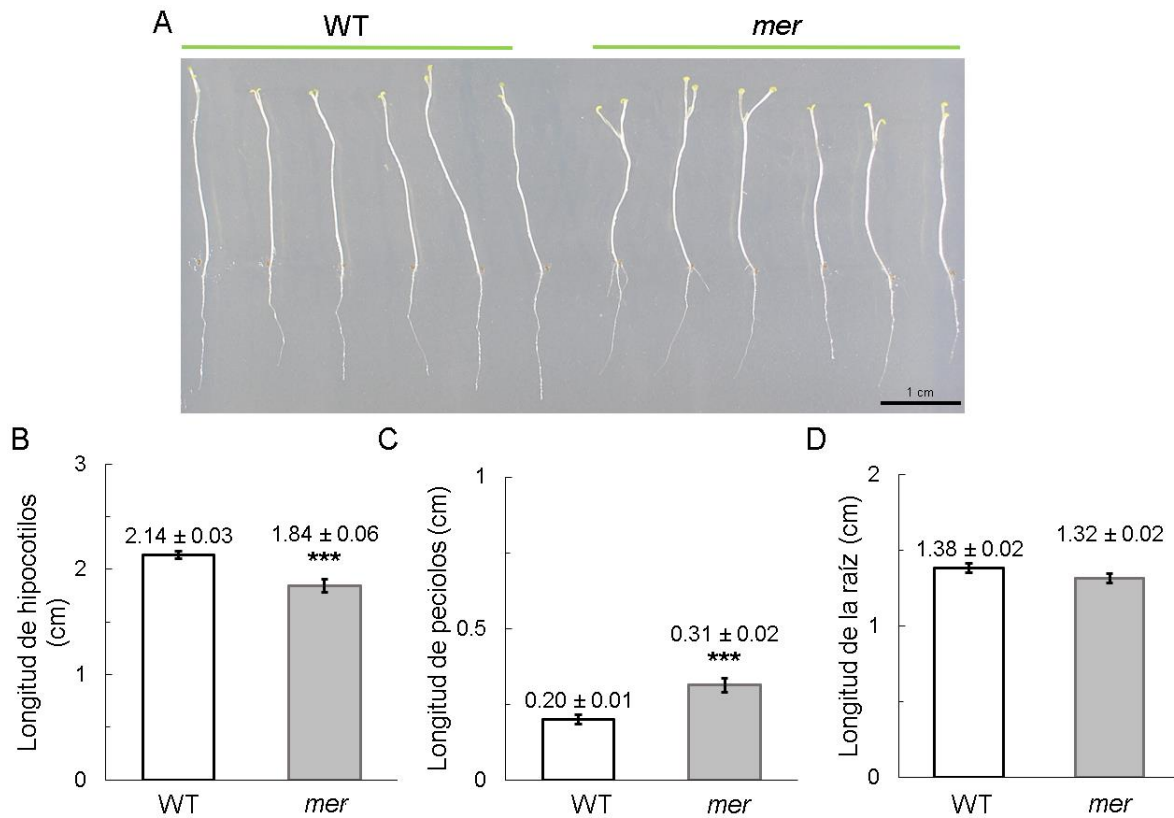 A
WT
mer
1 cm
B
Longitud de hipocotilos
(cm)
3
2
1
0
2.14 ± 0.03
1.84 ± 0.06
***
WT
mer
C
Longitud de peciolos (cm)
1
0.5
0
0.20 ± 0.01
0.31 ± 0.02
***
WT
mer
D
Longitud de la raíz (cm)
2
1
0
1.38 ± 0.02
1.32 ± 0.02
WT
mer